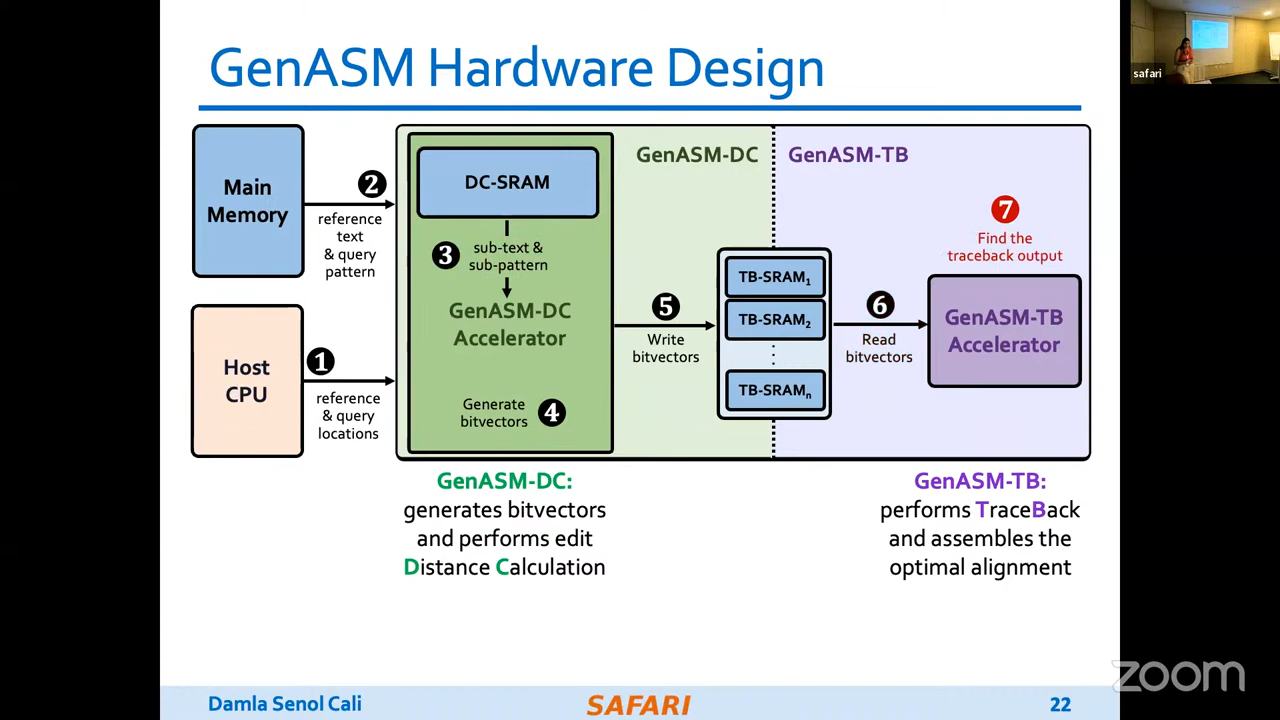 GenASM Hardware Design
safari
Main
Memory
❷
reference
text
& query
pattern
Host
CPU
❶
reference
& query
locations
DC-SRAM
❸
sub-text &
sub-pattern
GenASM-DC
Accelerator
Generate
bitvectors
❹
GenASM-DC
❺
Write
bitvectors
TB-SRAM₁
TB-SRAM₂
TB-SRAMₙ
GenASM-TB
❻
Read
bitvectors
❼
Find the
traceback output
GenASM-TB
Accelerator
GenASM-DC:
generates bitvectors
and performs edit
Distance Calculation
GenASM-TB:
performs TraceBack
and assembles the
optimal alignment
Damla Senol Cali
SAFARI
22
zoom